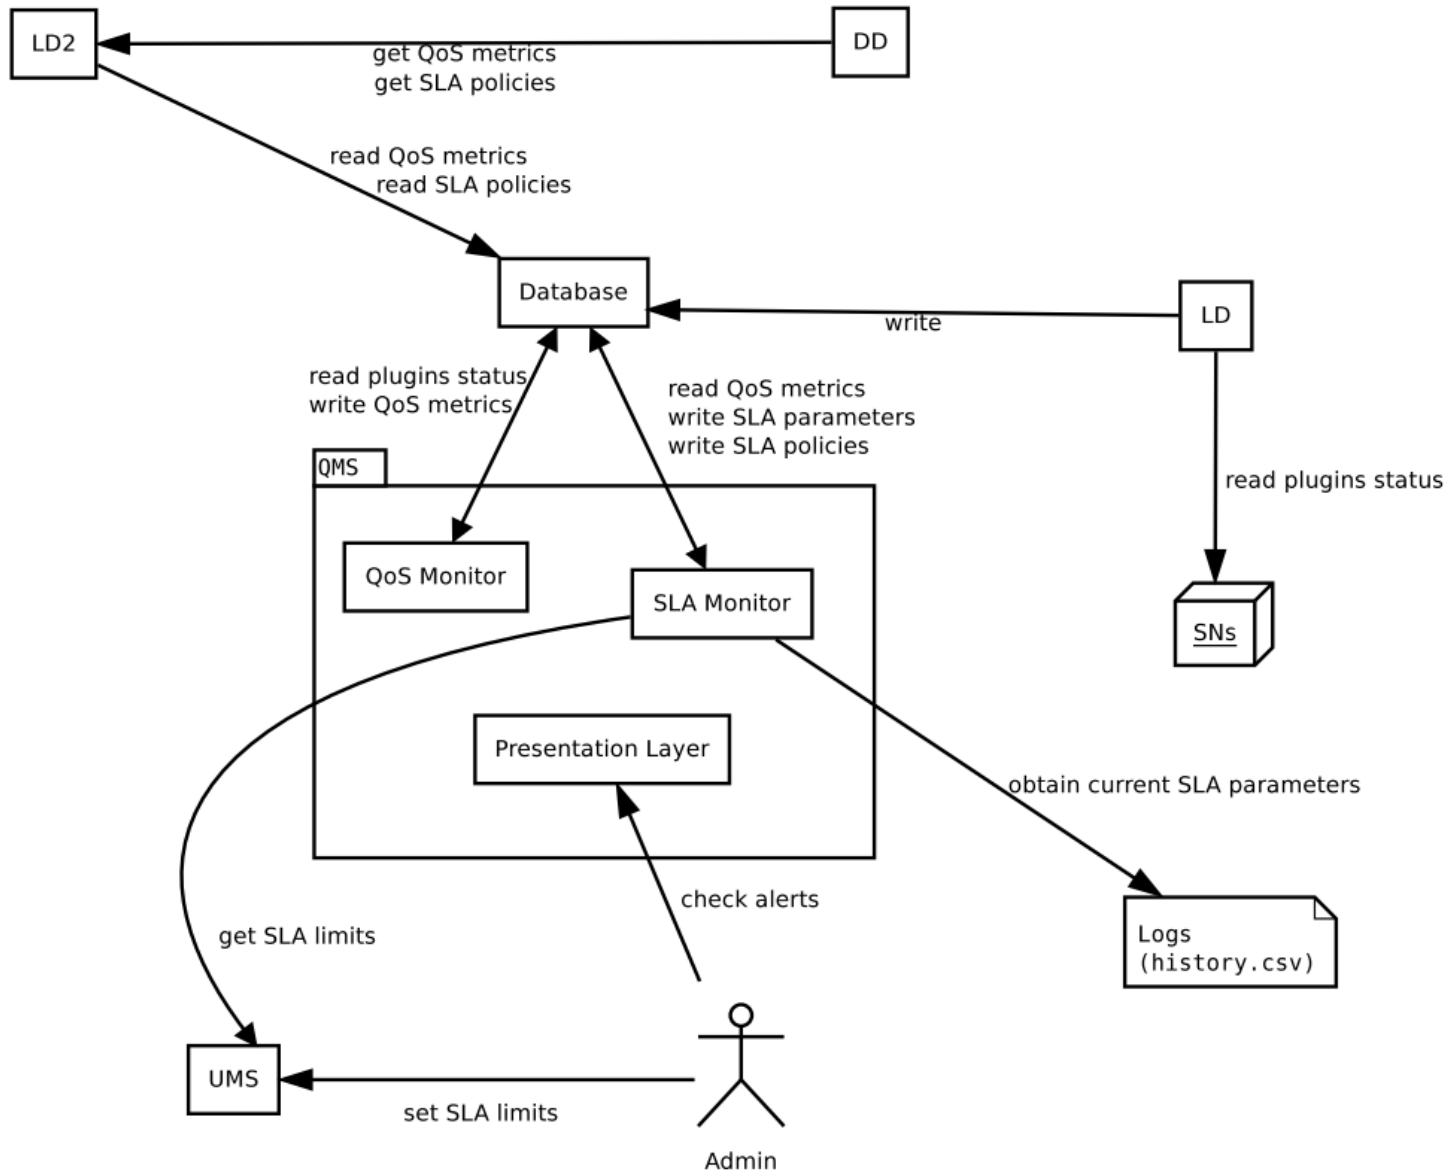 LD2
DD
get QoS metrics
get SLA policies
read QoS metrics
read SLA policies
Database
LD
write
read plugins status
write QoS metrics
read QoS metrics
write SLA parameters
write SLA policies
QMS
read plugins status
QoS Monitor
SLA Monitor
SNs
Presentation Layer
obtain current SLA parameters
check alerts
Logs
(history.csv)
get SLA limits
UMS
set SLA limits
Admin